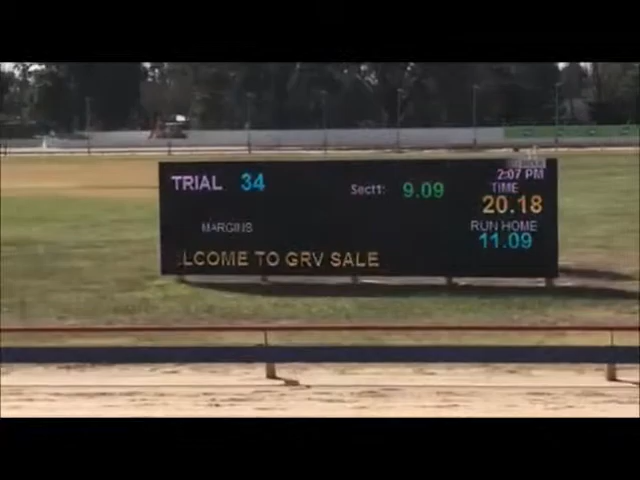 2:07 PM
TRIAL 34 Sect1: 9.09 TIME
20.18
MARGINS RUN HOME
11.09
LCOME TO GRV SALE